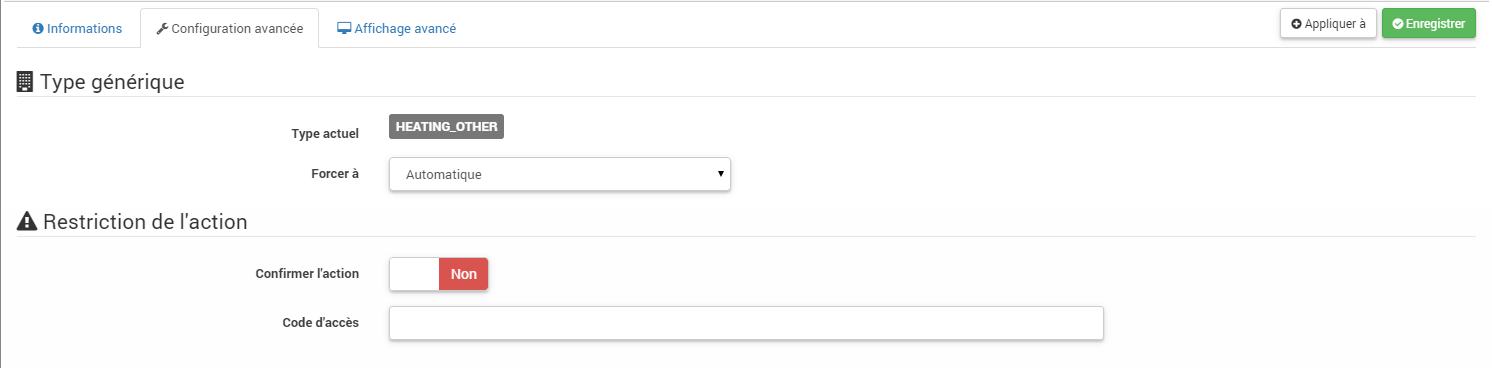 Informations
Configuration avancée
Affichage avancé
Appliquer à
Enregistrer
Type générique
Type actuel
HEATING_OTHER
Forcer à
Automatique
Restriction de l'action
Confirmer l'action
Non
Code d'accès